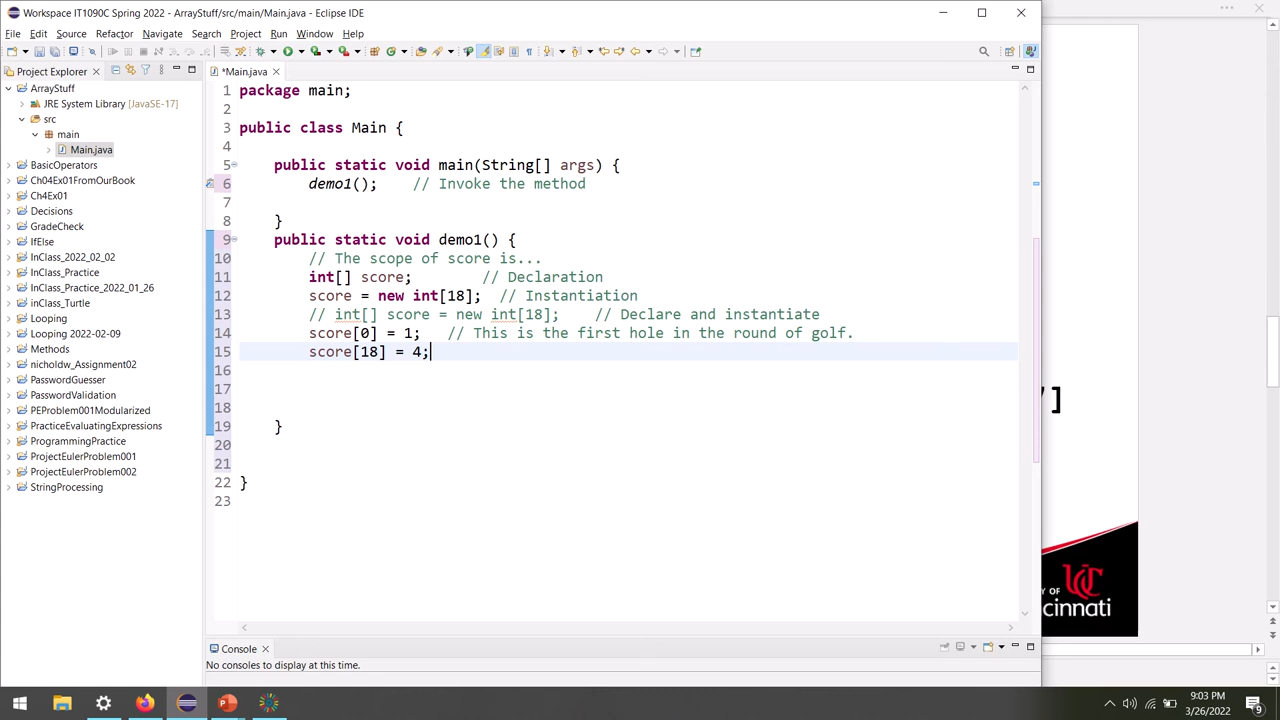 Workspace IT1090C Spring 2022 - ArrayStuff/src/main/Main.java - Eclipse IDE
File Edit Source Refactor Navigate Search Project Run Window Help
Project Explorer
*Main.java
ArrayStuff
JRE System Library [JavaSE-17]
src
main
Main.java
BasicOperators
Ch04Ex01FromOurBook
Ch4Ex01
Decisions
GradeCheck
IfElse
InClass_2022_02_02
InClass_Practice
InClass_Practice_2022_01_26
inClass_Turtle
Looping
Looping 2022-02-09
Methods
nicholdw_Assignment02
PasswordGuesser
PasswordValidation
PEProblem001Modularized
PracticeEvaluatingExpressions
ProgrammingPractice
ProjectEulerProblem001
ProjectEulerProblem002
StringProcessing
1 package main;
2
3 public class Main {
4
5 public static void main(String[] args) {
6 demo1(); // Invoke the method
7
8 }
9 public static void demo1() {
10 // The scope of score is...
11 int[] score; // Declaration
12 score = new int[18]; // Instantiation
13 // int[] score = new int[18]; // Declare and instantiate
14 score[0] = 1; // This is the first hole in the round of golf.
15 score[18] = 4;
16
17
18
19 }
20
21
22 }
23
Console
No consoles to display at this time.
]
UC
Y OF
cinnati
9:03 PM
3/26/2022
9